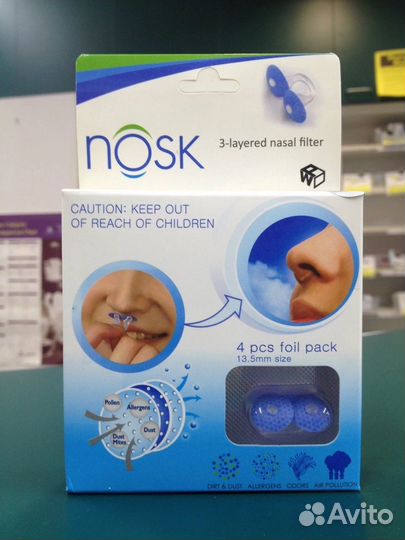 nosk
3-layered nasal filter
CAUTION: KEEP OUT
OF REACH OF CHILDREN
4 pcs foil pack
13.5mm size
Pollen
Allergens
Dust
Mites
Dust
DIRT & DUST
ALLERGENS
ODORS
AIR POLLUTION
Avito